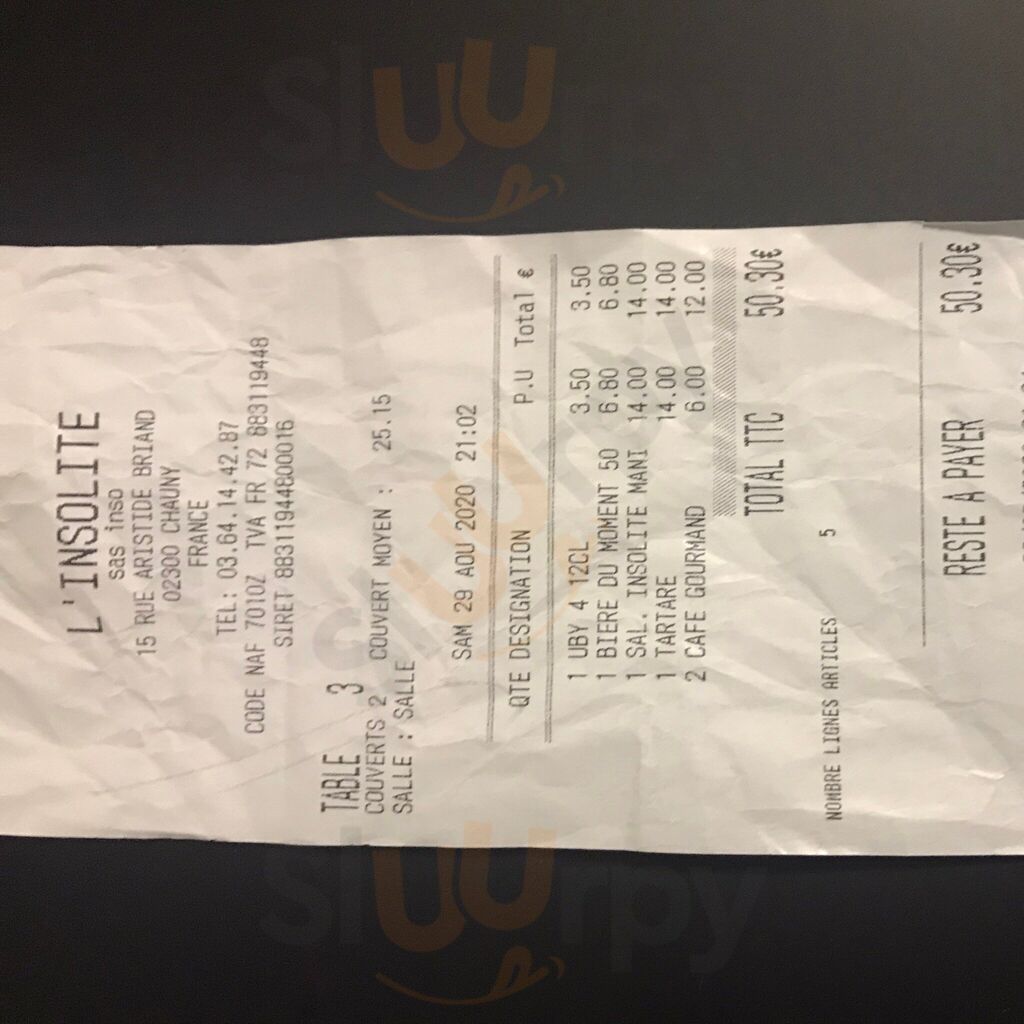 L'INSOLITE
sas inso
15 RUE ARISTIDE BRIAND
02300 CHAUNY
FRANCE
TEL: 03.64.14.42.87
CODE NAF 7010Z TVA FR 72 883119448
SIRET 88311944800016
TABLE 3
COUVERTS 2 COUVERT MOYEN : 25.15
SALLE : SALLE
SAM 29 AOU 2020 21:02
QTE DESIGNATION P.U Total €
1 UBY 4 12CL 3.50 3.50
1 BIERE DU MOMENT 50 6.80 6.80
1 SAL. INSOLITE MANI 14.00 14.00
1 TARTARE 14.00 14.00
2 CAFE GOURMAND 6.00 12.00
TOTAL TTC 50.30€
NOMBRE LIGNES ARTICLES 5
RESTE A PAYER 50.30€
slUurpy
slUurpy
slUurpy